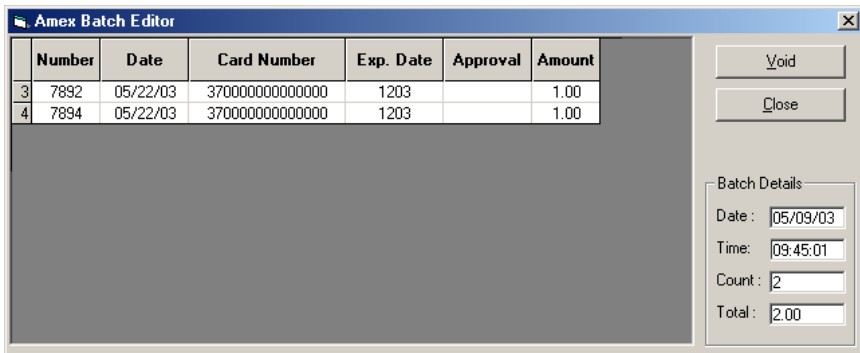 Amex Batch Editor
Number Date Card Number Exp. Date Approval Amount
3 7892 05/22/03 370000000000000 1203 1.00
4 7894 05/22/03 370000000000000 1203 1.00
Void
Close
Batch Details
Date : 05/09/03
Time: 09:45:01
Count : 2
Total : 2.00